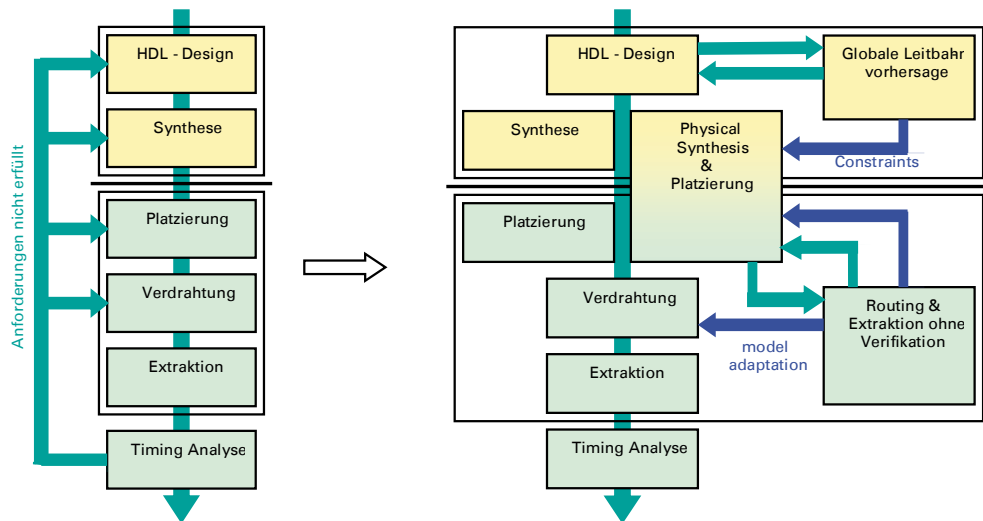 HDL - Design
Synthese
Platzierung
Verdrahtung
Extraktion
Timing Analyse
Anforderungen nicht erfüllt
HDL - Design
Globale Leitbahn
vorhersage
Synthese
Physical
Synthesis
&
Platzierung
Constraints
Platzierung
Verdrahtung
Routing &
Extraktion ohne
Verifikation
model
adaptation
Extraktion
Timing Analyse